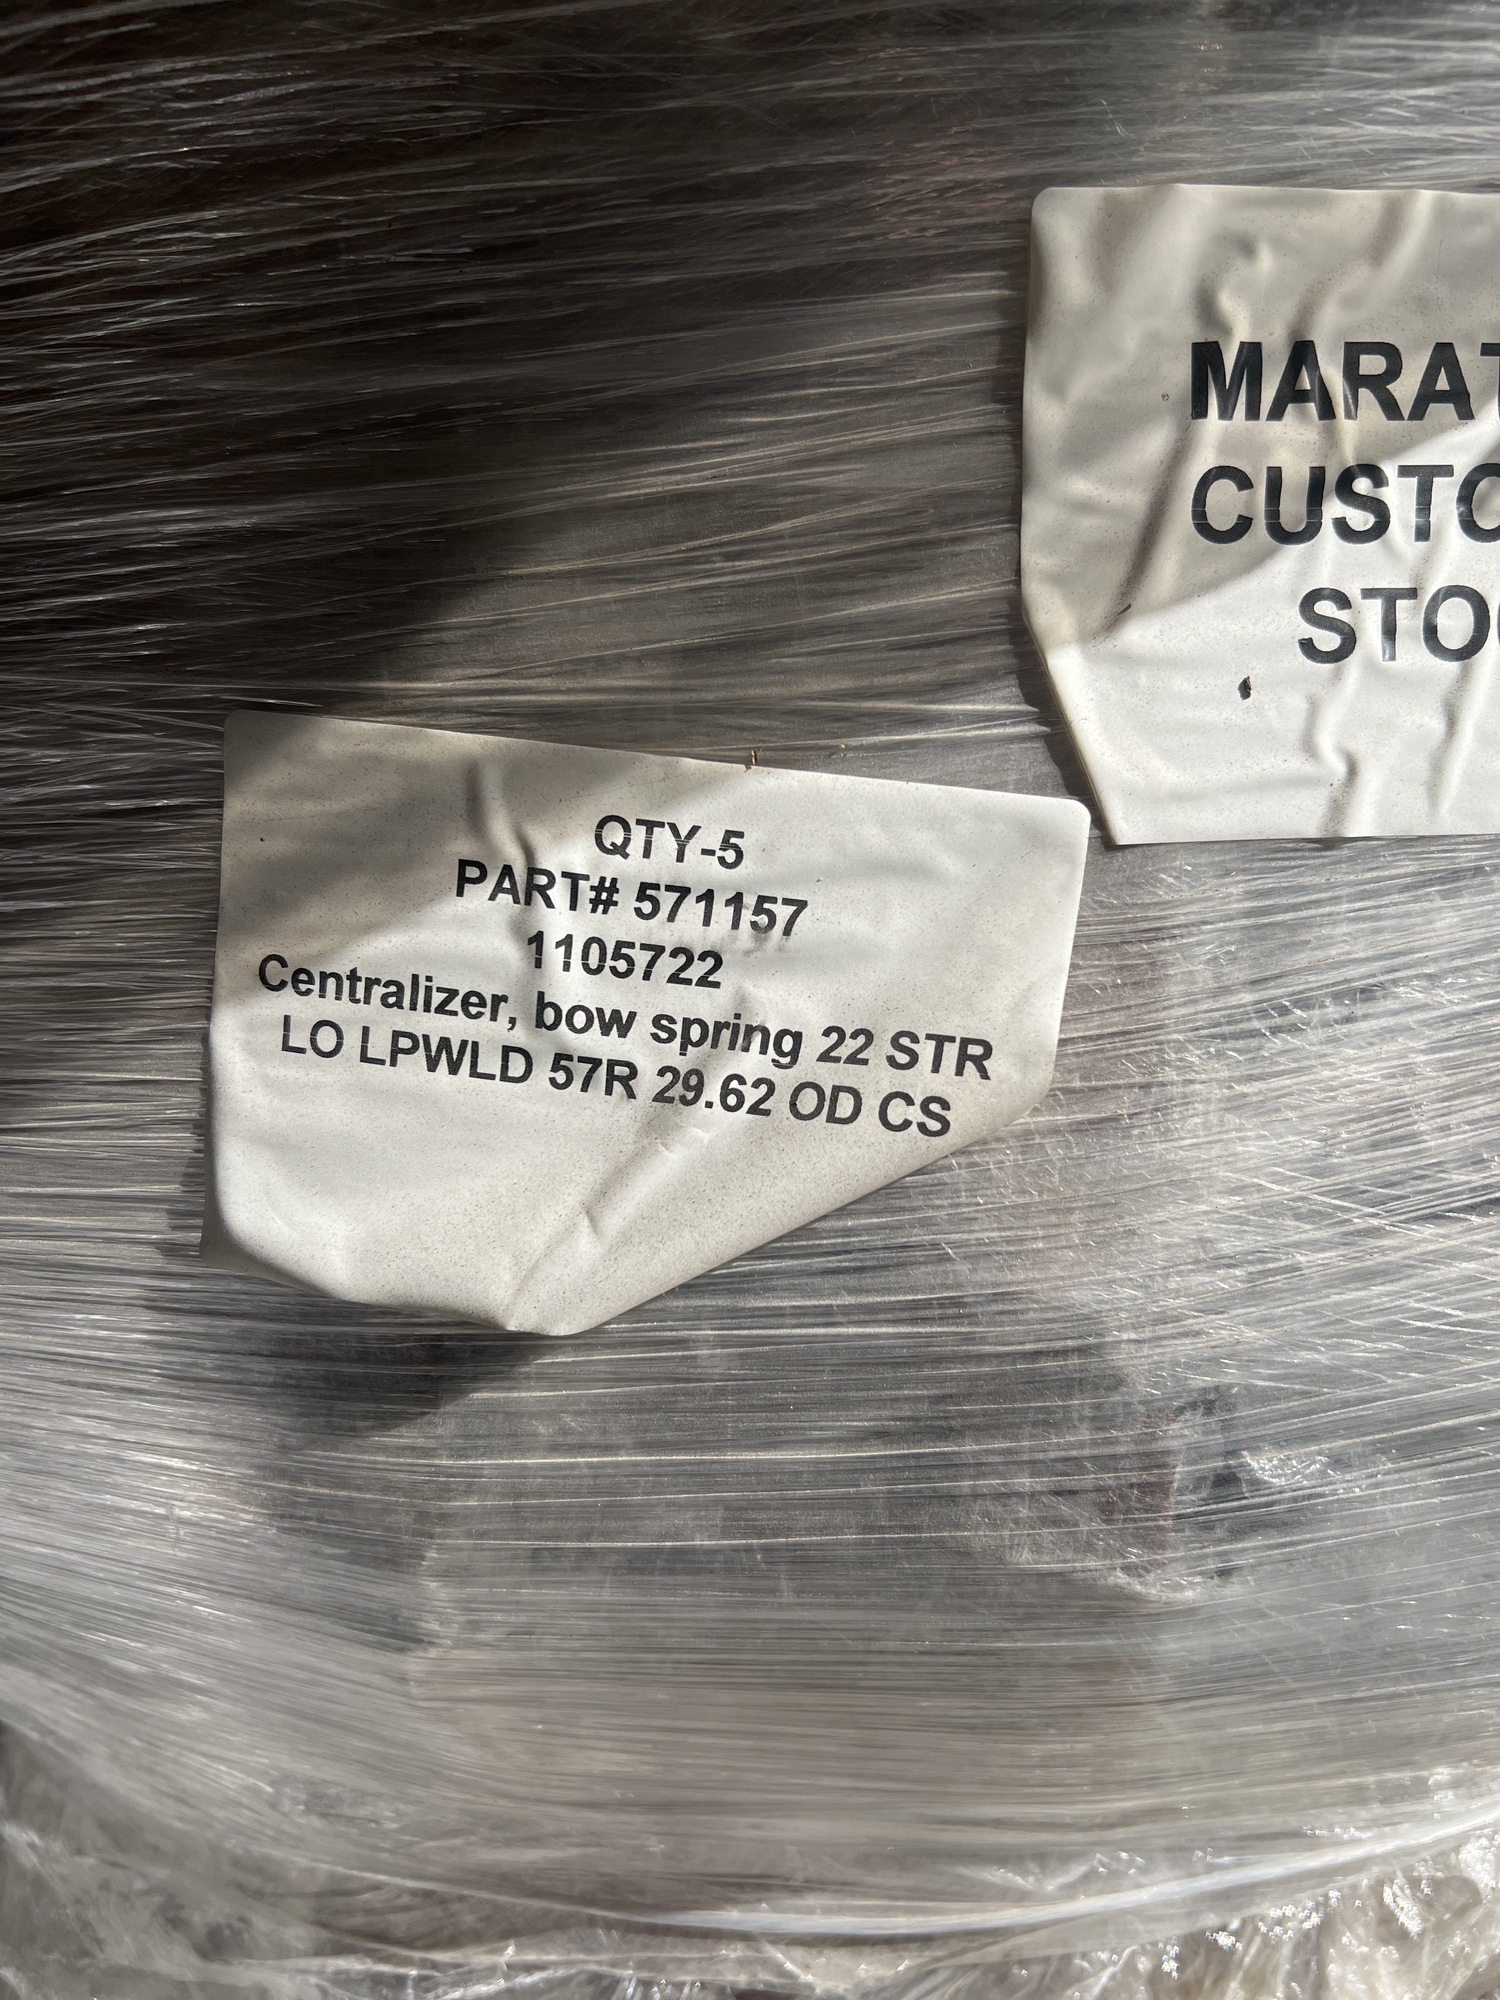 MARAT
CUSTO
STO
QTY-5
PART# 571157
1105722
Centralizer, bow spring 22 STR
LO LPWLD 57R 29.62 OD CS